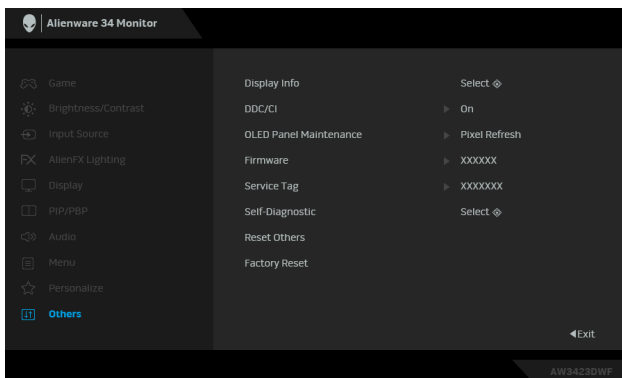 Alienware 34 Monitor
Game
Brightness/Contrast
Input Source
AlienFX Lighting
Display
PIP/PBP
Audio
Menu
Personalize
Others
Display Info Select
DDC/CI On
OLED Panel Maintenance Pixel Refresh
Firmware XXXXXX
Service Tag XXXXXXX
Self-Diagnostic Select
Reset Others
Factory Reset
Exit
AW3423DWF